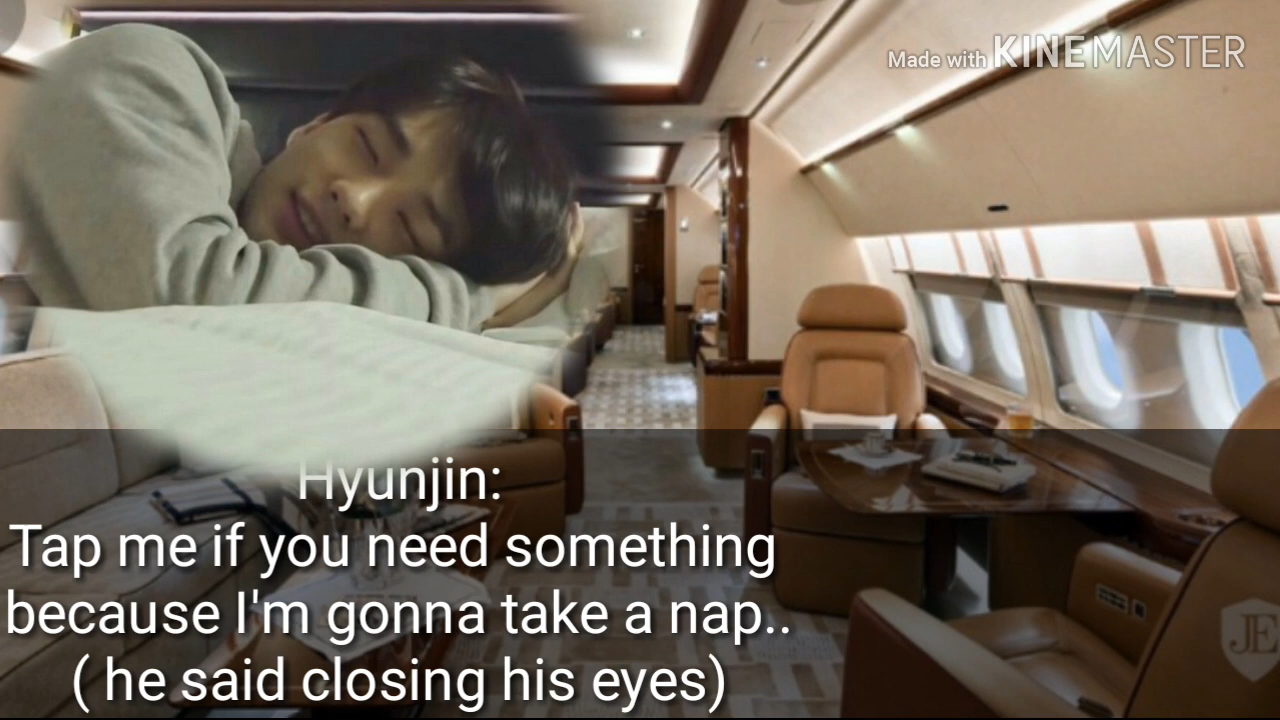 Made with KINEMASTER
Hyunjin:
Tap me if you need something
because I'm gonna take a nap..
( he said closing his eyes)
JE